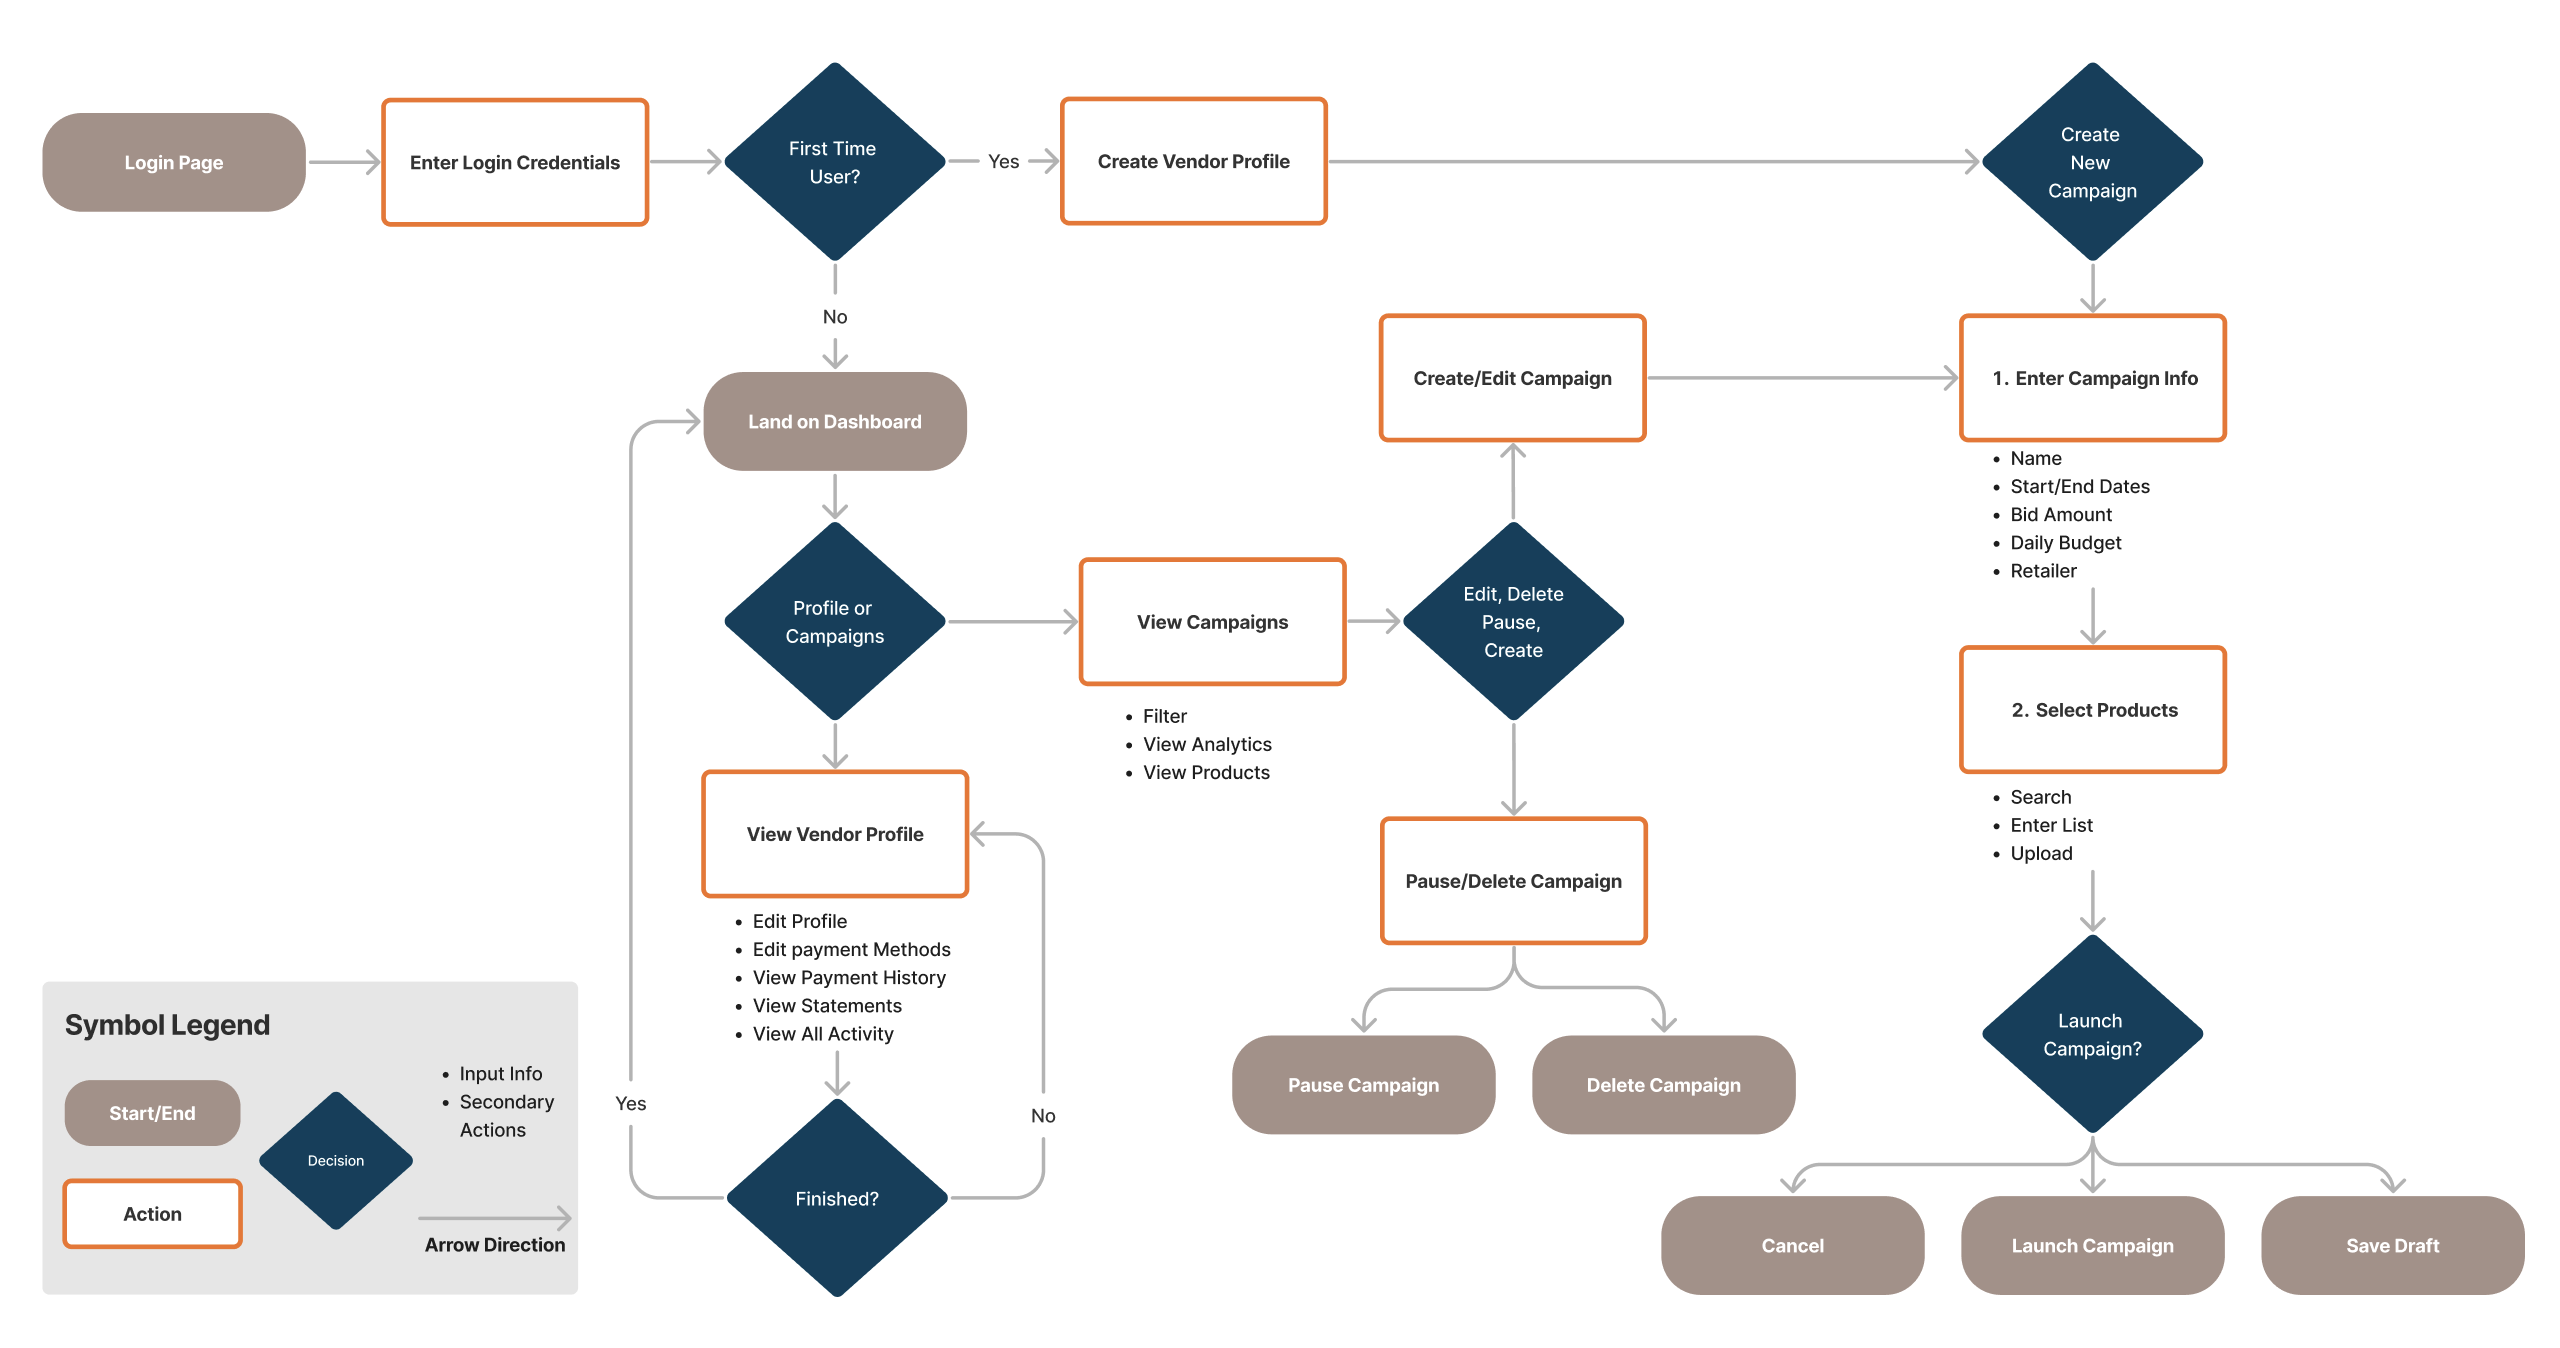 Login Page
Enter Login Credentials
First Time
User?
Yes
Create Vendor Profile
Create
New
Campaign
No
Land on Dashboard
Profile or
Campaigns
View Campaigns
• Filter
• View Analytics
• View Products
Edit, Delete
Pause,
Create
Create/Edit Campaign
1. Enter Campaign Info
• Name
• Start/End Dates
• Bid Amount
• Daily Budget
• Retailer
2. Select Products
• Search
• Enter List
• Upload
View Vendor Profile
• Edit Profile
• Edit payment Methods
• View Payment History
• View Statements
• View All Activity
Finished?
Yes
No
Pause/Delete Campaign
Pause Campaign
Delete Campaign
Launch
Campaign?
Cancel
Launch Campaign
Save Draft
Symbol Legend
Start/End
Decision
• Input Info
• Secondary
Actions
Action
Arrow Direction